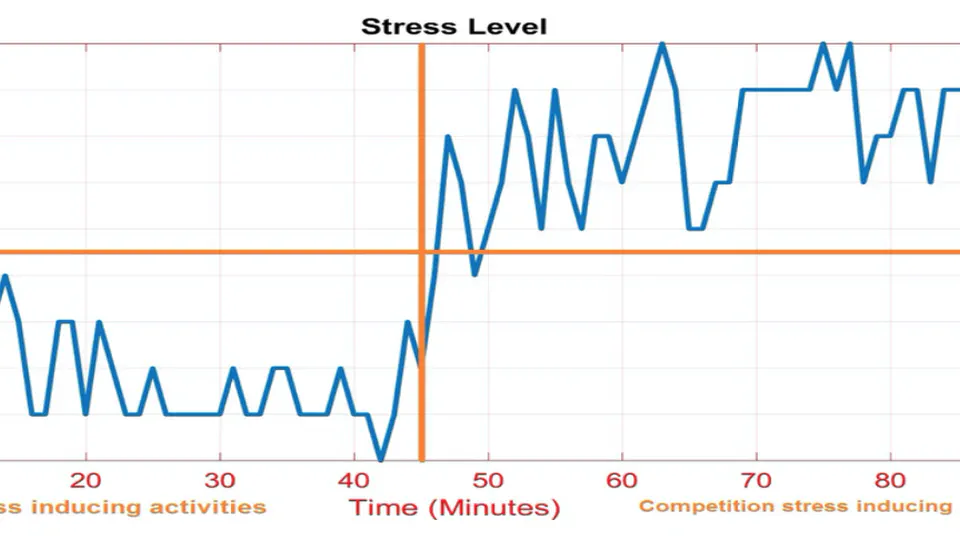 Stress Level
20 30 40 50 60 70 80
ss inducing activities Time (Minutes) Competition stress inducing